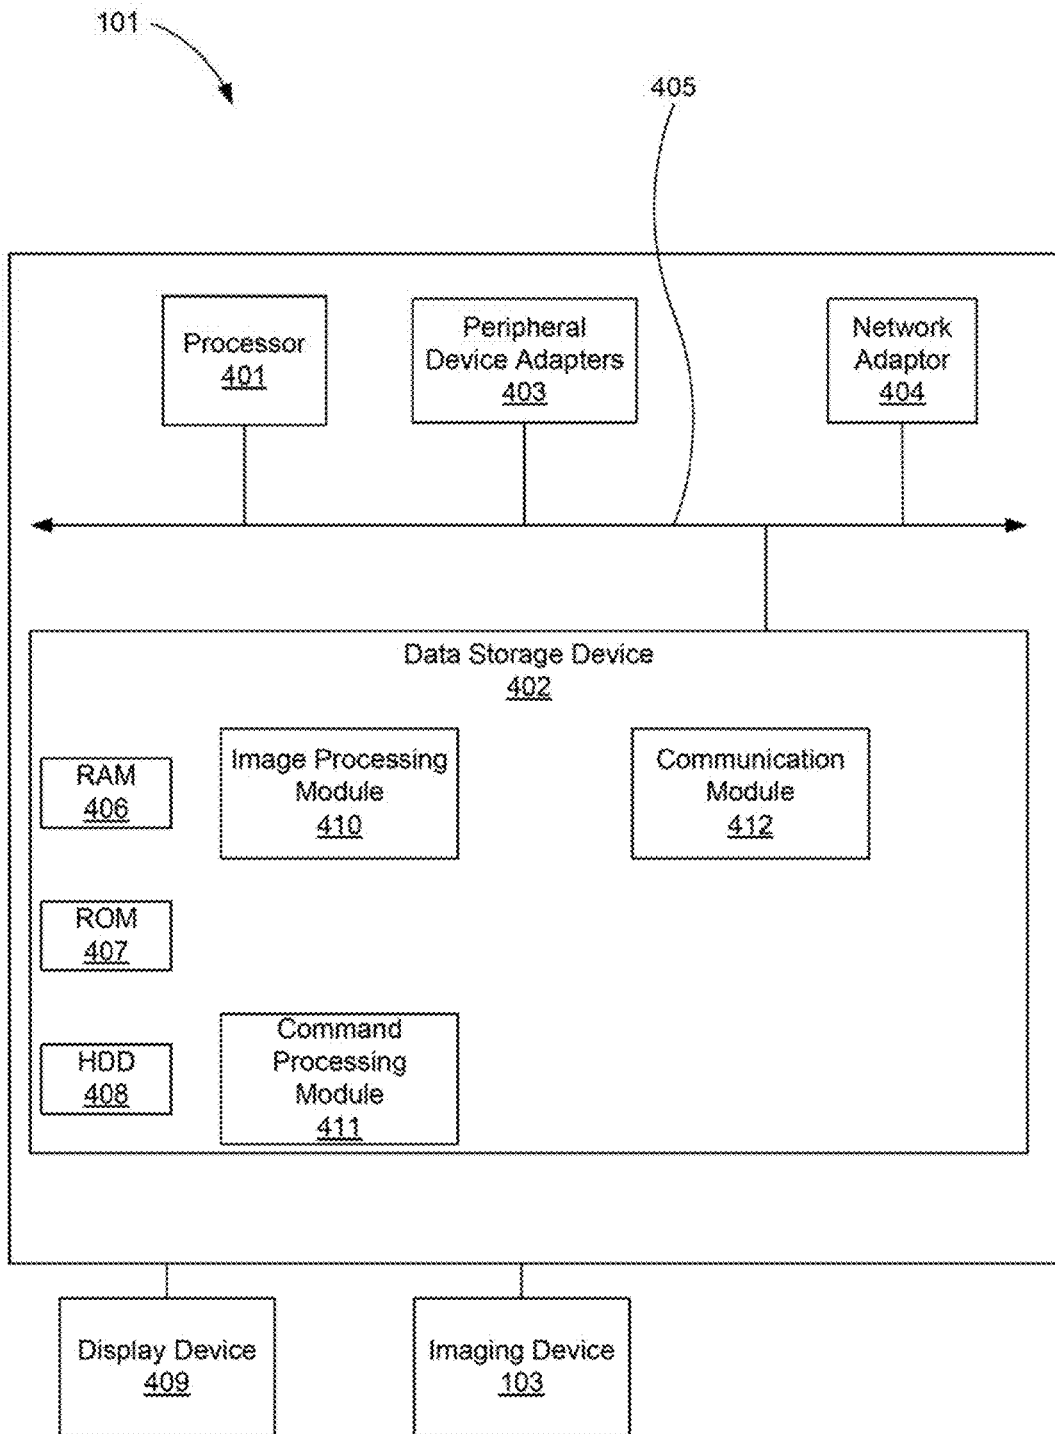 101
405
Processor
401
Peripheral
Device Adapters
403
Network
Adaptor
404
Data Storage Device
402
RAM
406
Image Processing
Module
410
Communication
Module
412
ROM
407
HDD
408
Command
Processing
Module
411
Display Device
409
Imaging Device
103